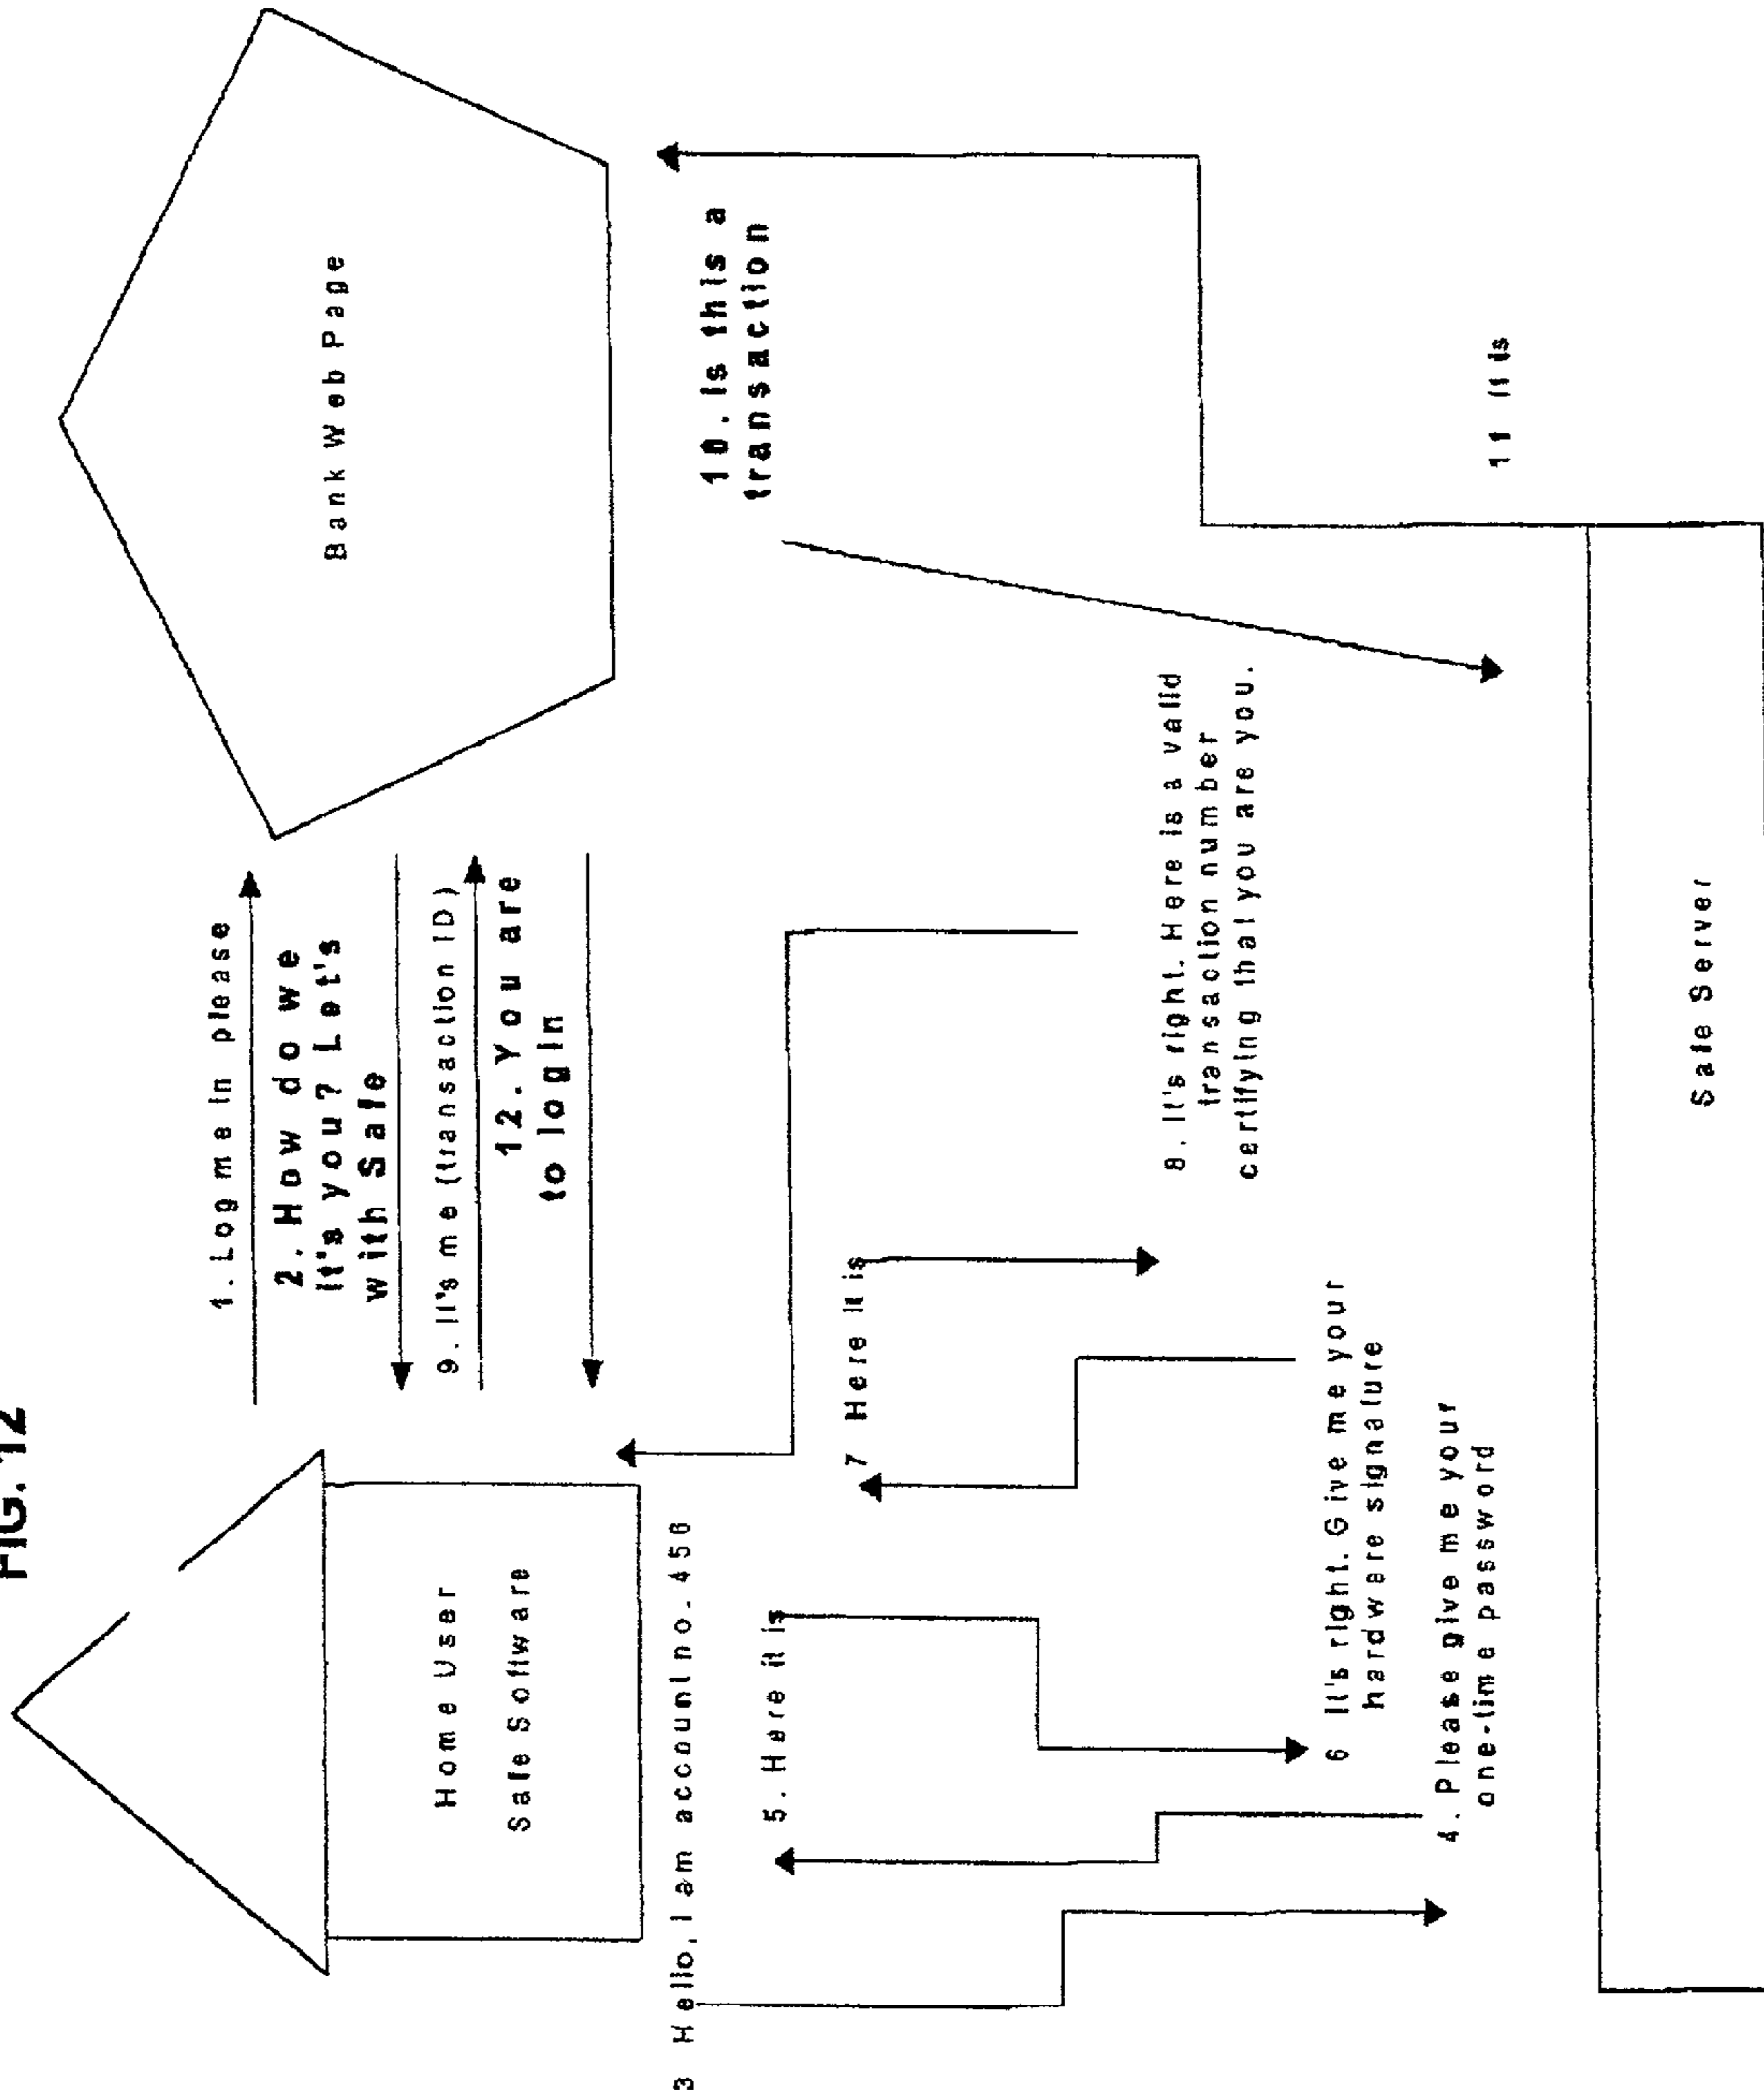 FIG. 12
Bank Web Page
1. Log me in please
2. How do we
It's you? Let's
with Safe
9. It's me (transaction ID)
12. You are
to login
Home User
Safe Software
3 Hello, I am account no. 456
10. Is this a
transaction
5. Here it is
7 Here it is
8. It's right. Here is a valid
transaction number
certifying that you are you.
6 It's right. Give me your
hardware signature
4. Please give me your
one-time password
11 It is
Safe Server